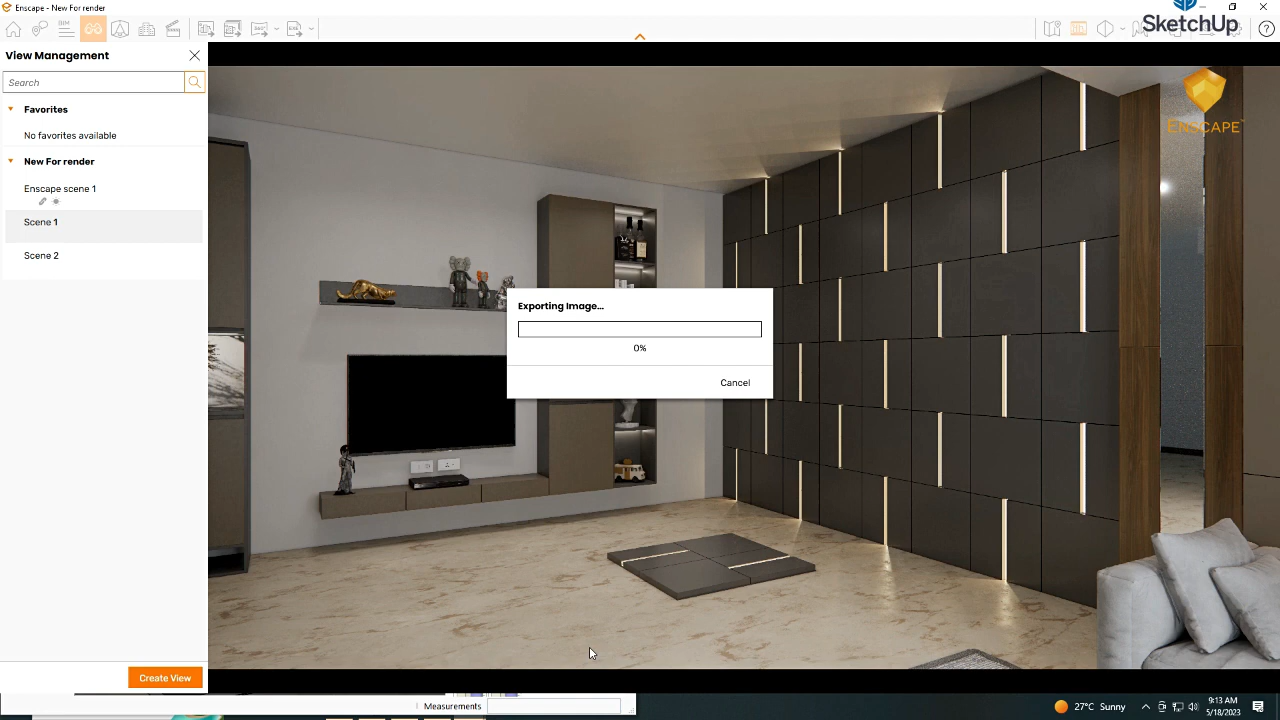 Enscape - New For render
SketchUp
View Management
Search
Favorites
No favorites available
New For render
Enscape scene 1
Scene 1
Scene 2
ENSCAPE
Exporting Image...
0%
Cancel
Create View
Measurements
27°C Sunny
9:13 AM
5/18/2023